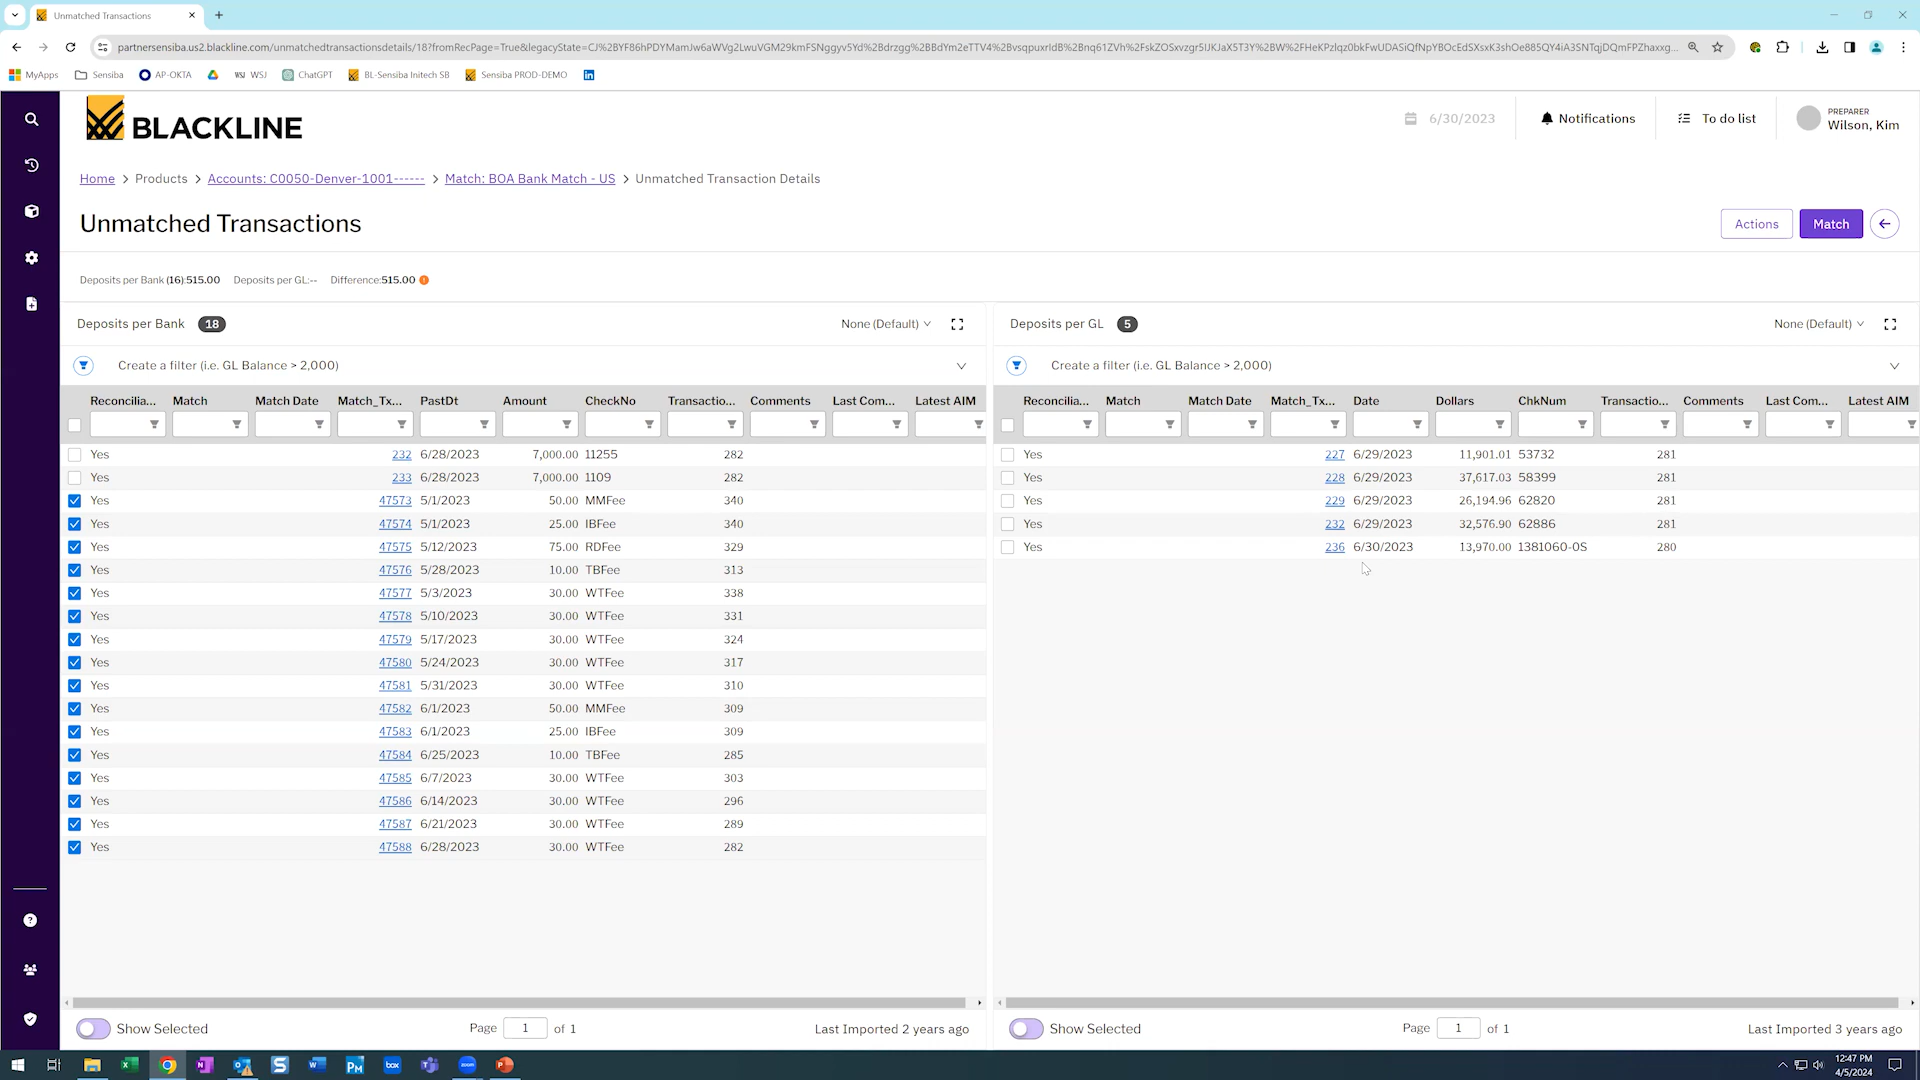 Unmatched Transactions
partnersensiba.us2.blackline.com/unmatchedtransactionsdetails/18?fromRecPage=True&legacyState=
MyApps Sensiba AP-OKTA WSJ WSJ ChatGPT BL-Sensiba Initech SB Sensiba PROD-DEMO
BLACKLINE
6/30/2023 Notifications To do list PREPARER
Wilson, Kim
Home > Products > Accounts: C0050-Denver-1001------ > Match: BOA Bank Match - US > Unmatched Transaction Details
Unmatched Transactions Actions Match
Deposits per Bank (16):515.00 Deposits per GL:-- Difference:515.00
Deposits per Bank 18 None (Default)
Create a filter (i.e. GL Balance > 2,000)
Reconcilia... Match Match Date Match_Tx... PastDt Amount CheckNo Transactio... Comments Last Com... Latest AIM
Yes 232 6/28/2023 7,000.00 11255 282
Yes 233 6/28/2023 7,000.00 1109 282
Yes 47573 5/1/2023 50.00 MMFee 340
Yes 47574 5/1/2023 25.00 IBFee 340
Yes 47575 5/12/2023 75.00 RDFee 329
Yes 47576 5/28/2023 10.00 TBFee 313
Yes 47577 5/3/2023 30.00 WTFee 338
Yes 47578 5/10/2023 30.00 WTFee 331
Yes 47579 5/17/2023 30.00 WTFee 324
Yes 47580 5/24/2023 30.00 WTFee 317
Yes 47581 5/31/2023 30.00 WTFee 310
Yes 47582 6/1/2023 50.00 MMFee 309
Yes 47583 6/1/2023 25.00 IBFee 309
Yes 47584 6/25/2023 10.00 TBFee 285
Yes 47585 6/7/2023 30.00 WTFee 303
Yes 47586 6/14/2023 30.00 WTFee 296
Yes 47587 6/21/2023 30.00 WTFee 289
Yes 47588 6/28/2023 30.00 WTFee 282
Show Selected Page 1 of 1 Last Imported 2 years ago
Deposits per GL 5 None (Default)
Create a filter (i.e. GL Balance > 2,000)
Reconcilia... Match Match Date Match_Tx... Date Dollars ChkNum Transactio... Comments Last Com... Latest AIM
Yes 227 6/29/2023 11,901.01 53732 281
Yes 228 6/29/2023 37,617.03 58399 281
Yes 229 6/29/2023 26,194.96 62820 281
Yes 232 6/29/2023 32,576.90 62886 281
Yes 236 6/30/2023 13,970.00 1381060-0S 280
Show Selected Page 1 of 1 Last Imported 3 years ago
12:47 PM
4/5/2024